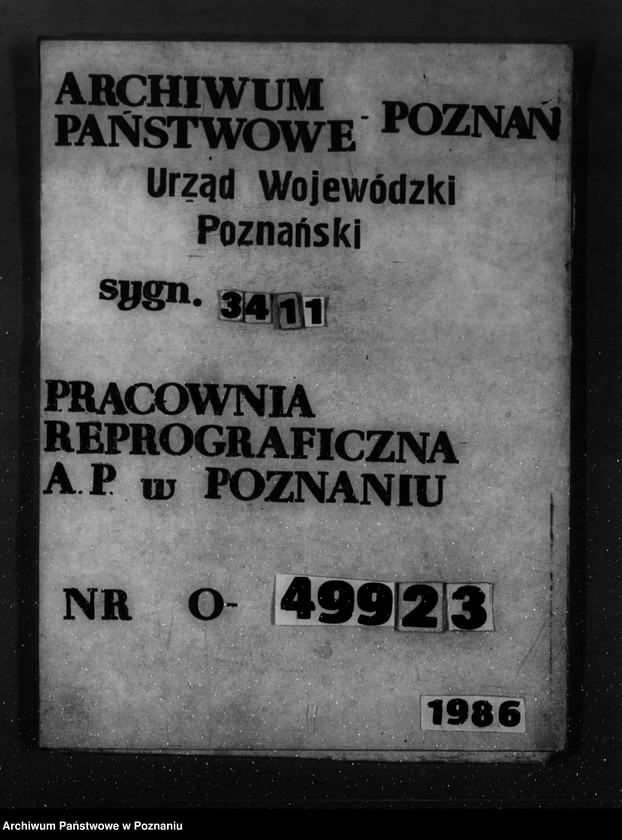 ARCHIWUM
PAŃSTWOWE - POZNAŃ
Urząd Wojewódzki
Poznański
sygn. 3411
PRACOWNIA
REPROGRAFICZNA
A.P. w POZNANIU
NR O- 49923
1986
Archiwum Państwowe w Poznaniu